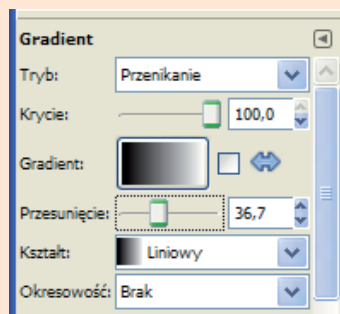 Gradient
Tryb: Przenikanie
Krycie: 100,0
Gradient:
Przesunięcie: 36,7
Kształt: Liniowy
Okresowość: Brak